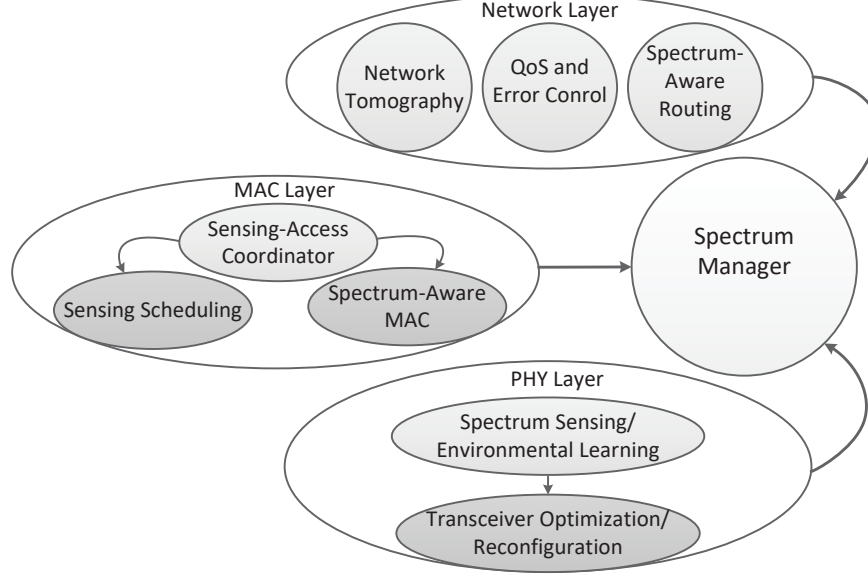 Network Layer
Network
Tomography
QoS and
Error Conrol
Spectrum-
Aware
Routing
MAC Layer
Sensing-Access
Coordinator
Sensing Scheduling
Spectrum-Aware
MAC
Spectrum
Manager
PHY Layer
Spectrum Sensing/
Environmental Learning
Transceiver Optimization/
Reconfiguration